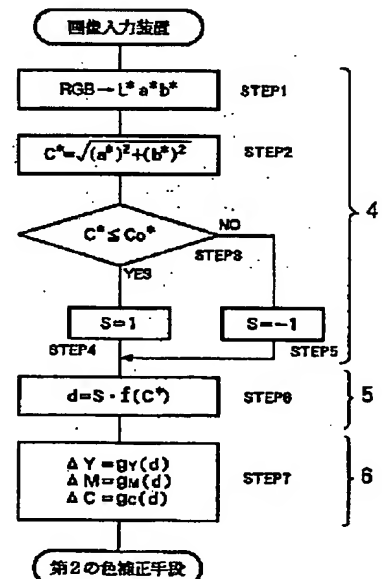 画像入力装置
RGB→L* a* b*
STEP1
C*=√(a*)²+(b*)²
STEP2
4
C*≤Co*
NO
STEP3
YES
S=1
S=-1
STEP4
STEP5
d=S・f(C*)
STEP6
5
ΔY=gY(d)
ΔM=gM(d)
ΔC=gC(d)
STEP7
6
第2の色補正手段